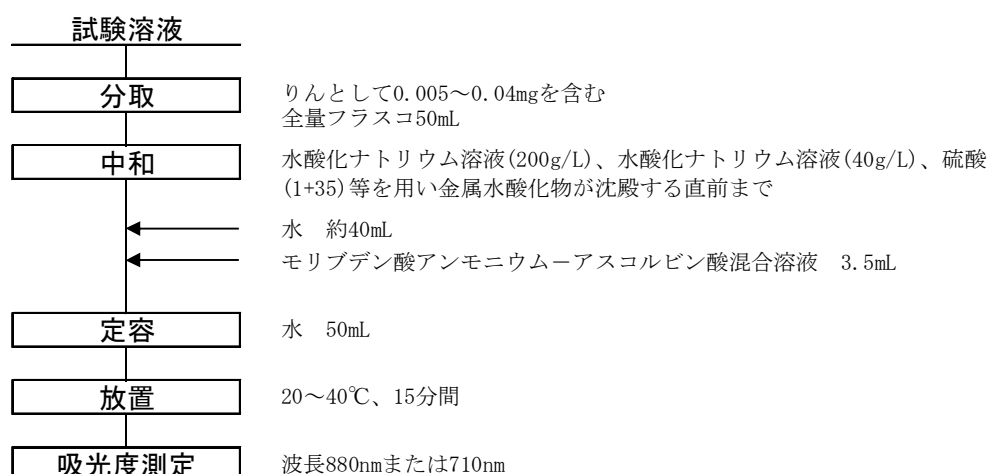 試験溶液
分取
りんとして0.005～0.04mgを含む
全量フラスコ50mL
中和
水酸化ナトリウム溶液(200g/L)、水酸化ナトリウム溶液(40g/L)、硫酸
(1+35)等を用い金属水酸化物が沈殿する直前まで
水　約40mL
モリブデン酸アンモニウム－アスコルビン酸混合溶液　3.5mL
定容
水　50mL
放置
20～40℃、15分間
吸光度測定
波長880nmまたは710nm